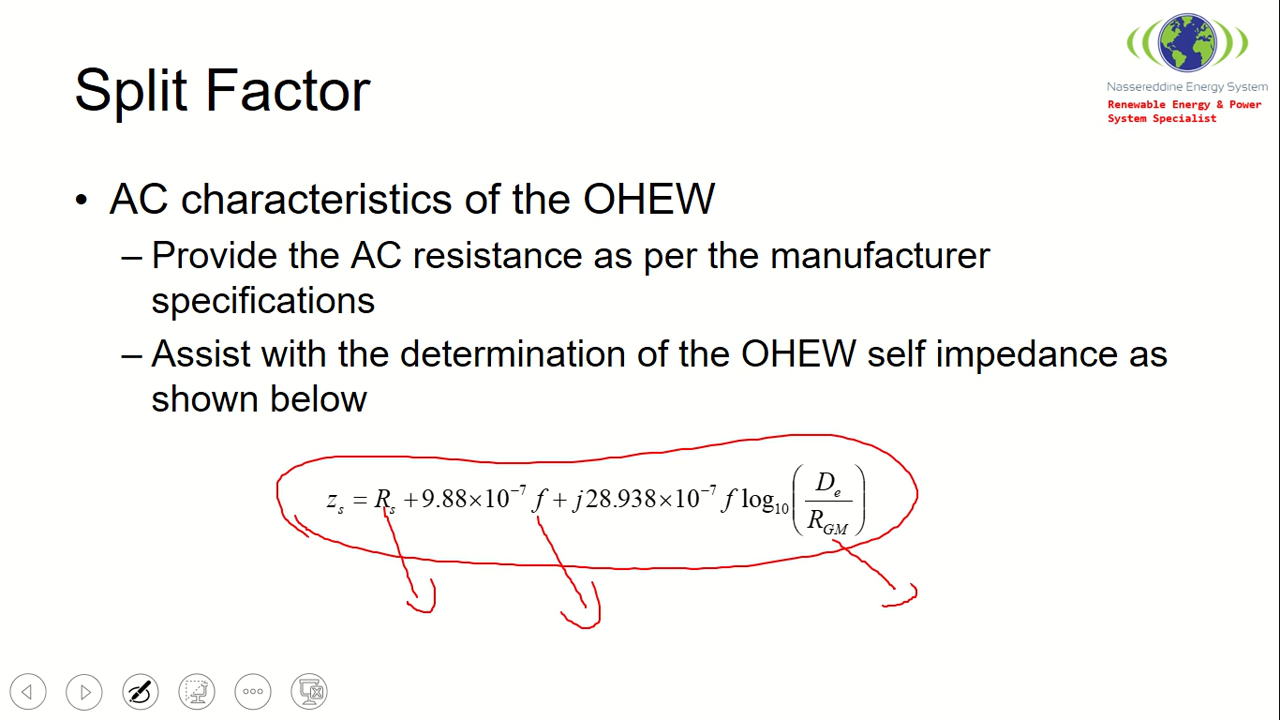 Nassereddine Energy System
Renewable Energy & Power
System Specialist
Split Factor
• AC characteristics of the OHEW
– Provide the AC resistance as per the manufacturer
specifications
– Assist with the determination of the OHEW self impedance as
shown below
z_s = R_s + 9.88×10⁻⁷ f + j28.938×10⁻⁷ f log₁₀(D_e / R_GM)